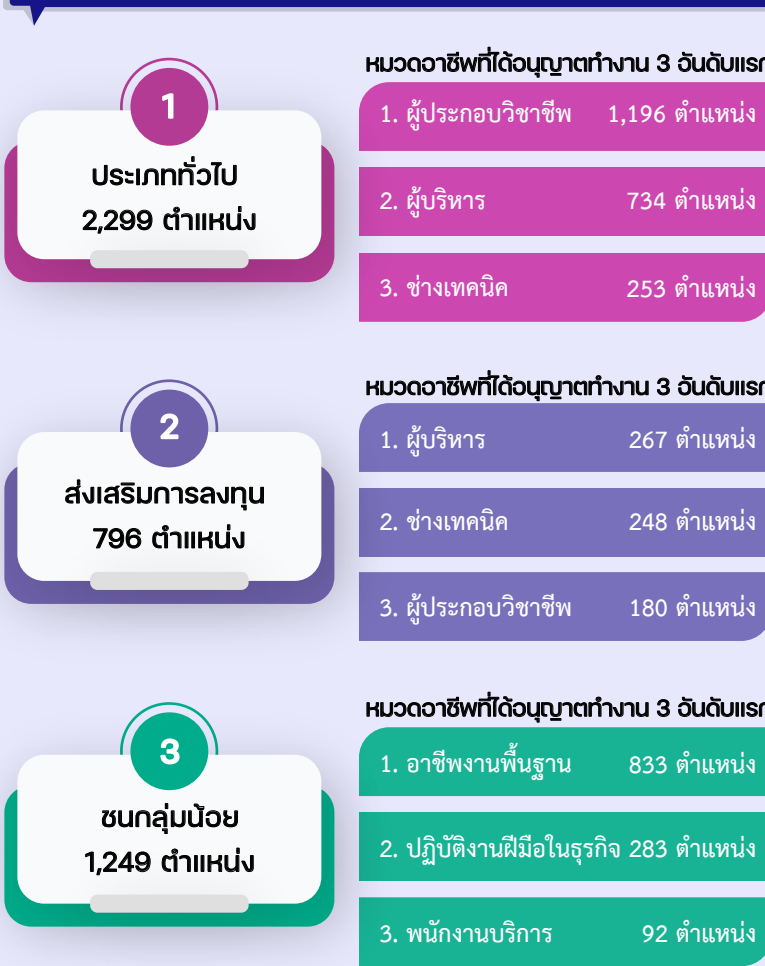 1
ประเภททั่วไป
2,299 ตำแหน่ง
หมวดอาชีพที่ได้อนุญาตทำงาน 3 อันดับแรก
1. ผู้ประกอบวิชาชีพ 1,196 ตำแหน่ง
2. ผู้บริหาร 734 ตำแหน่ง
3. ช่างเทคนิค 253 ตำแหน่ง
2
ส่งเสริมการลงทุน
796 ตำแหน่ง
หมวดอาชีพที่ได้อนุญาตทำงาน 3 อันดับแรก
1. ผู้บริหาร 267 ตำแหน่ง
2. ช่างเทคนิค 248 ตำแหน่ง
3. ผู้ประกอบวิชาชีพ 180 ตำแหน่ง
3
ชนกลุ่มน้อย
1,249 ตำแหน่ง
หมวดอาชีพที่ได้อนุญาตทำงาน 3 อันดับแรก
1. อาชีพงานพื้นฐาน 833 ตำแหน่ง
2. ปฏิบัติงานฝีมือในธุรกิจ 283 ตำแหน่ง
3. พนักงานบริการ 92 ตำแหน่ง